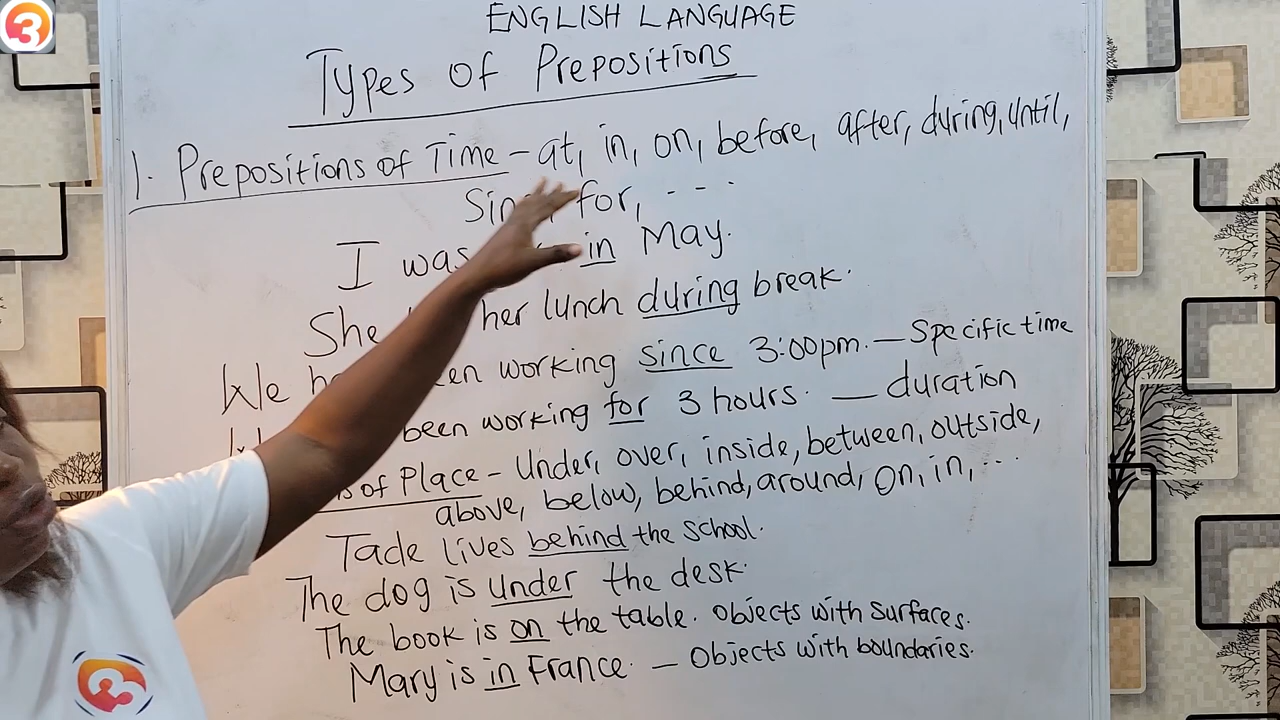 3
ENGLISH LANGUAGE
Types of Prepositions
1. Prepositions of Time - at, in, on, before, after, during, until,
for, ---
I was in May.
She her lunch during break.
We working since 3:00pm. - Specific time
been working for 3 hours. - duration
of Place - Under, over, inside, between, outside,
above, below, behind, around, on, in, ...
Tade lives behind the school.
The dog is under the desk.
The book is on the table. Objects with surfaces.
Mary is in France. - Objects with boundaries.